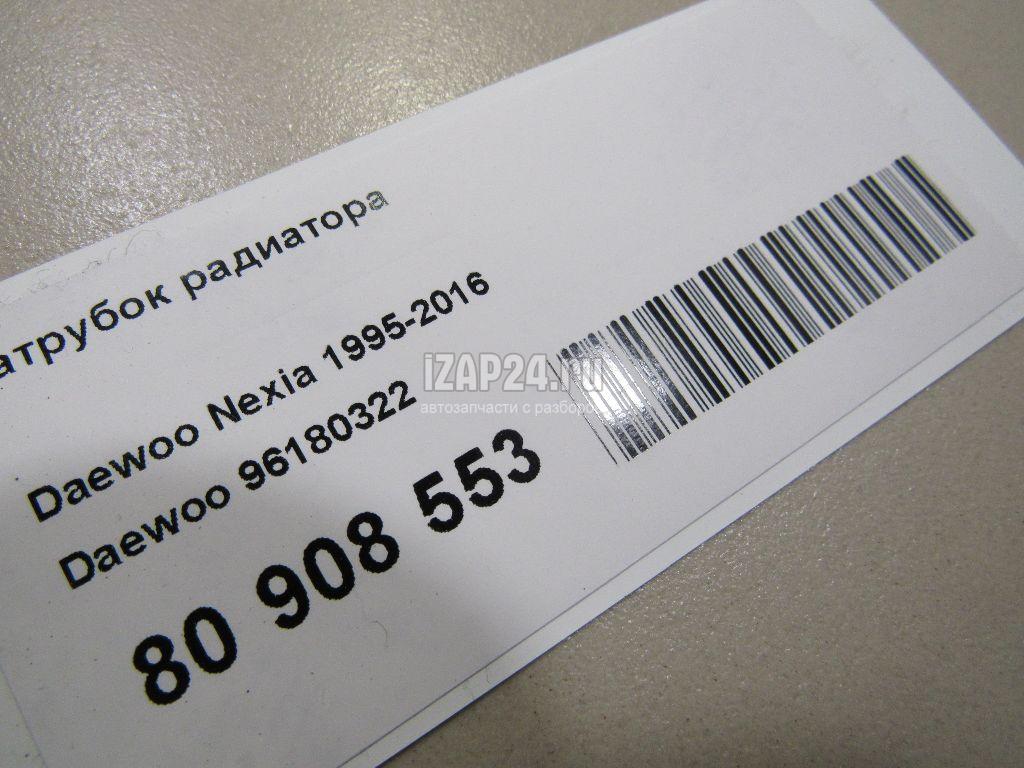 атрубок радиатора
Daewoo Nexia 1995-2016
Daewoo 96180322
80 908 553
iZAP24.ru
автозапчасти с разборо